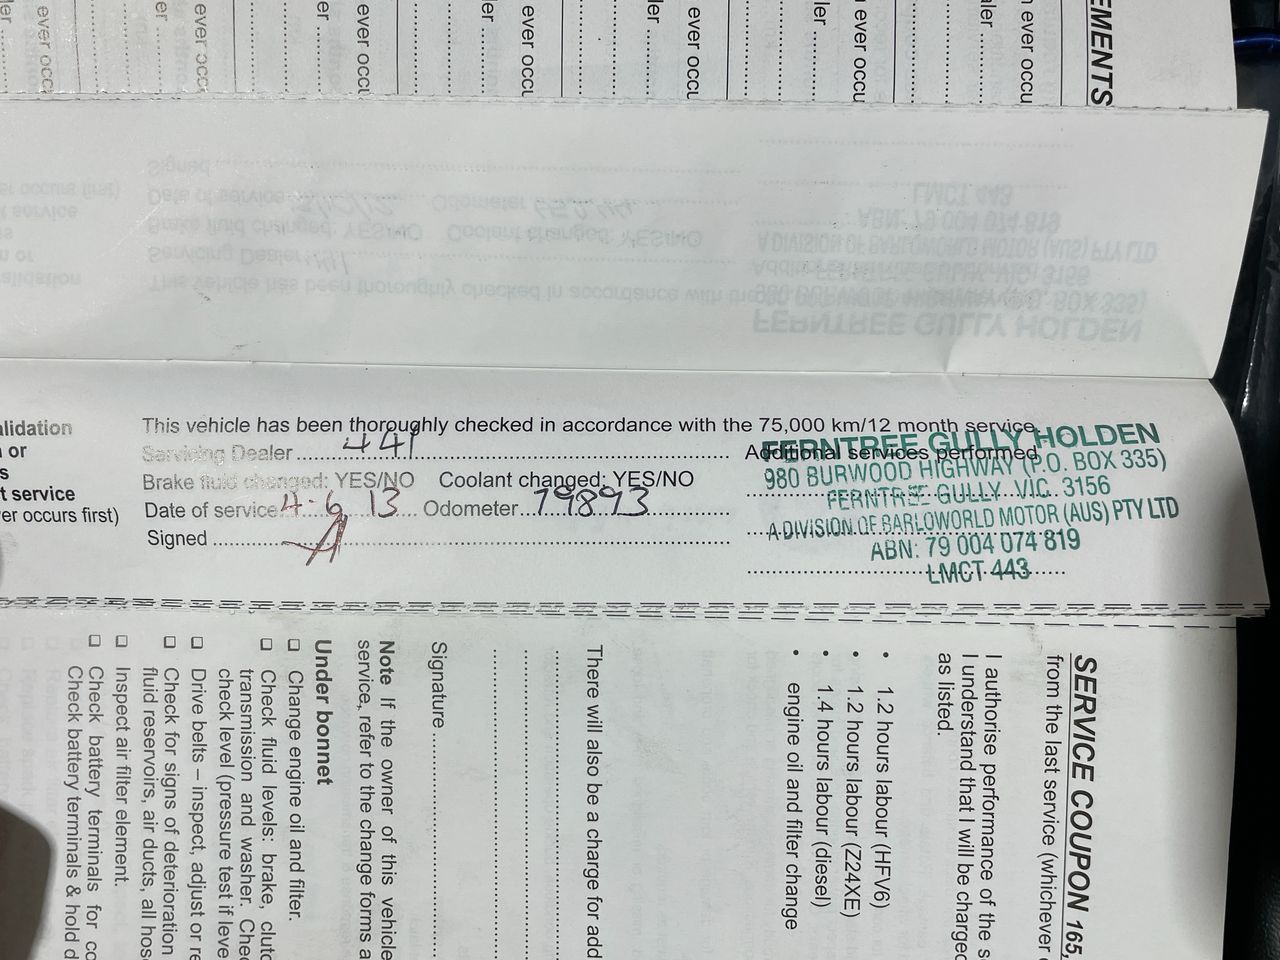 EMENTS
ever occu
ever occu
ever occu
ever occu
ever occu
ever occu
ever occu
aler
ler
ler
ler
ler
er
ler
alidation
or
s
t service
er occurs first)
This vehicle has been thoroughly checked in accordance with the 75,000 km/12 month service.
Servicing Dealer 441
Brake fluid changed: YES/NO Coolant changed: YES/NO
Date of service 4-6 13 Odometer 79893
Signed
Additional services performed
FERNTREE GULLY HOLDEN
980 BURWOOD HIGHWAY (P.O. BOX 335)
FERNTREE GULLY VIC. 3156
A DIVISION OF BARLOWORLD MOTOR (AUS) PTY LTD
ABN: 79 004 074 819
LMCT 443
SERVICE COUPON 165,
from the last service (whichever
I authorise performance of the s
I understand that I will be charged
as listed.
• 1.2 hours labour (HFV6)
• 1.2 hours labour (Z24XE)
• 1.4 hours labour (diesel)
• engine oil and filter change
There will also be a charge for add
Signature
Note If the owner of this vehicle
service, refer to the change forms a
Under bonnet
❑ Change engine oil and filter.
❑ Check fluid levels: brake, clutc
transmission and washer. Chec
check level (pressure test if leve
❑ Drive belts – inspect, adjust or re
❑ Check for signs of deterioration
fluid reservoirs, air ducts, all hos
❑ Inspect air filter element.
❑ Check battery terminals for co
Check battery terminals & hold d